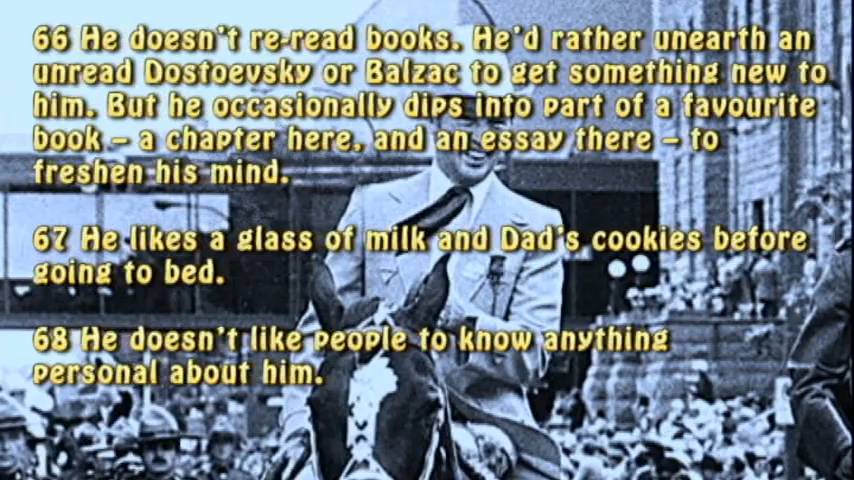 66 He doesn't re-read books. He'd rather unearth an
unread Dostoevsky or Balzac to get something new to
him. But he occasionally dips into part of a favourite
book – a chapter here, and an essay there – to
freshen his mind.
67 He likes a glass of milk and Dad's cookies before
going to bed.
68 He doesn't like people to know anything
personal about him.